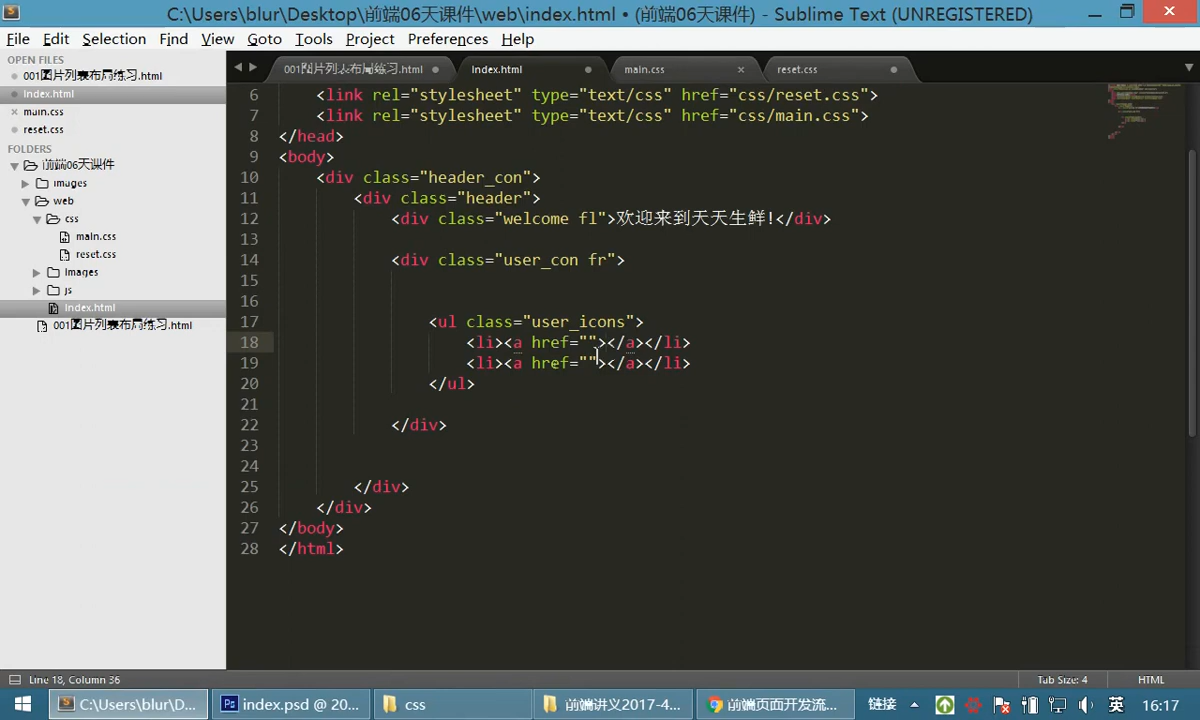 C:\Users\blur\Desktop\前端06天课件\web\index.html • (前端06天课件) - Sublime Text (UNREGISTERED)
File Edit Selection Find View Goto Tools Project Preferences Help
OPEN FILES
001图片列表布局练习.html
index.html
main.css
reset.css
FOLDERS
前端06天课件
images
web
css
main.css
reset.css
images
js
index.html
001图片列表布局练习.html
001图片列表布局练习.html index.html main.css reset.css
6 <link rel="stylesheet" type="text/css" href="css/reset.css">
7 <link rel="stylesheet" type="text/css" href="css/main.css">
8 </head>
9 <body>
10 <div class="header_con">
11 <div class="header">
12 <div class="welcome fl">欢迎来到天天生鲜!</div>
13
14 <div class="user_con fr">
15
16
17 <ul class="user_icons">
18 <li><a href=""></a></li>
19 <li><a href=""></a></li>
20 </ul>
21
22 </div>
23
24
25 </div>
26 </div>
27 </body>
28 </html>
Line 18, Column 36 Tab Size: 4 HTML
C:\Users\blur\D... index.psd @ 20... css 前端讲义2017-4... 前端页面开发流... 链接 英 16:17